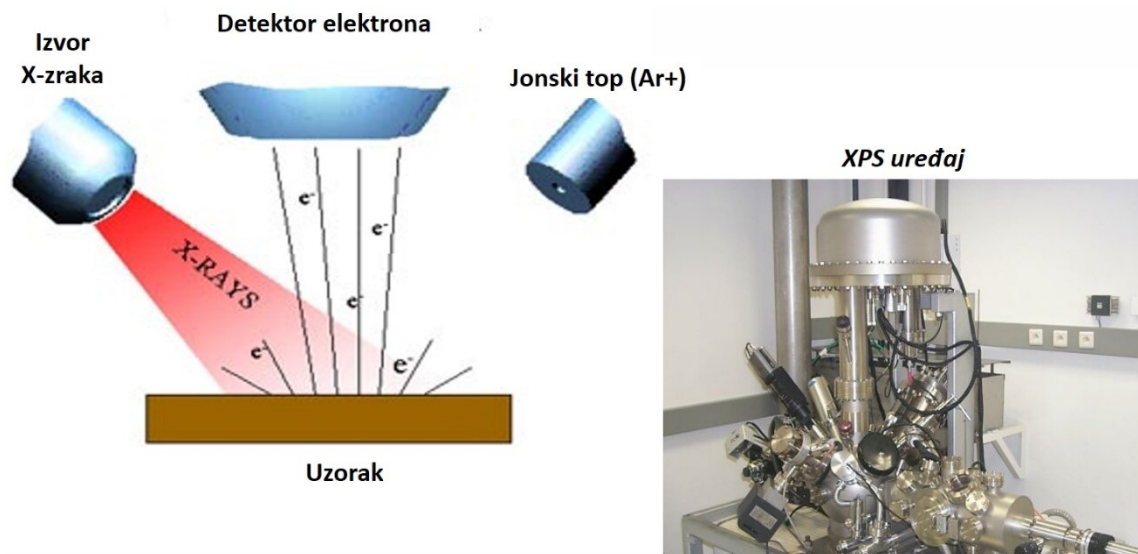 Detektor elektrona
Izvor
X-zraka
Jonski top (Ar+)
XPS uređaj
X-RAYS
e-
e-
e-
e-
e-
Uzorak